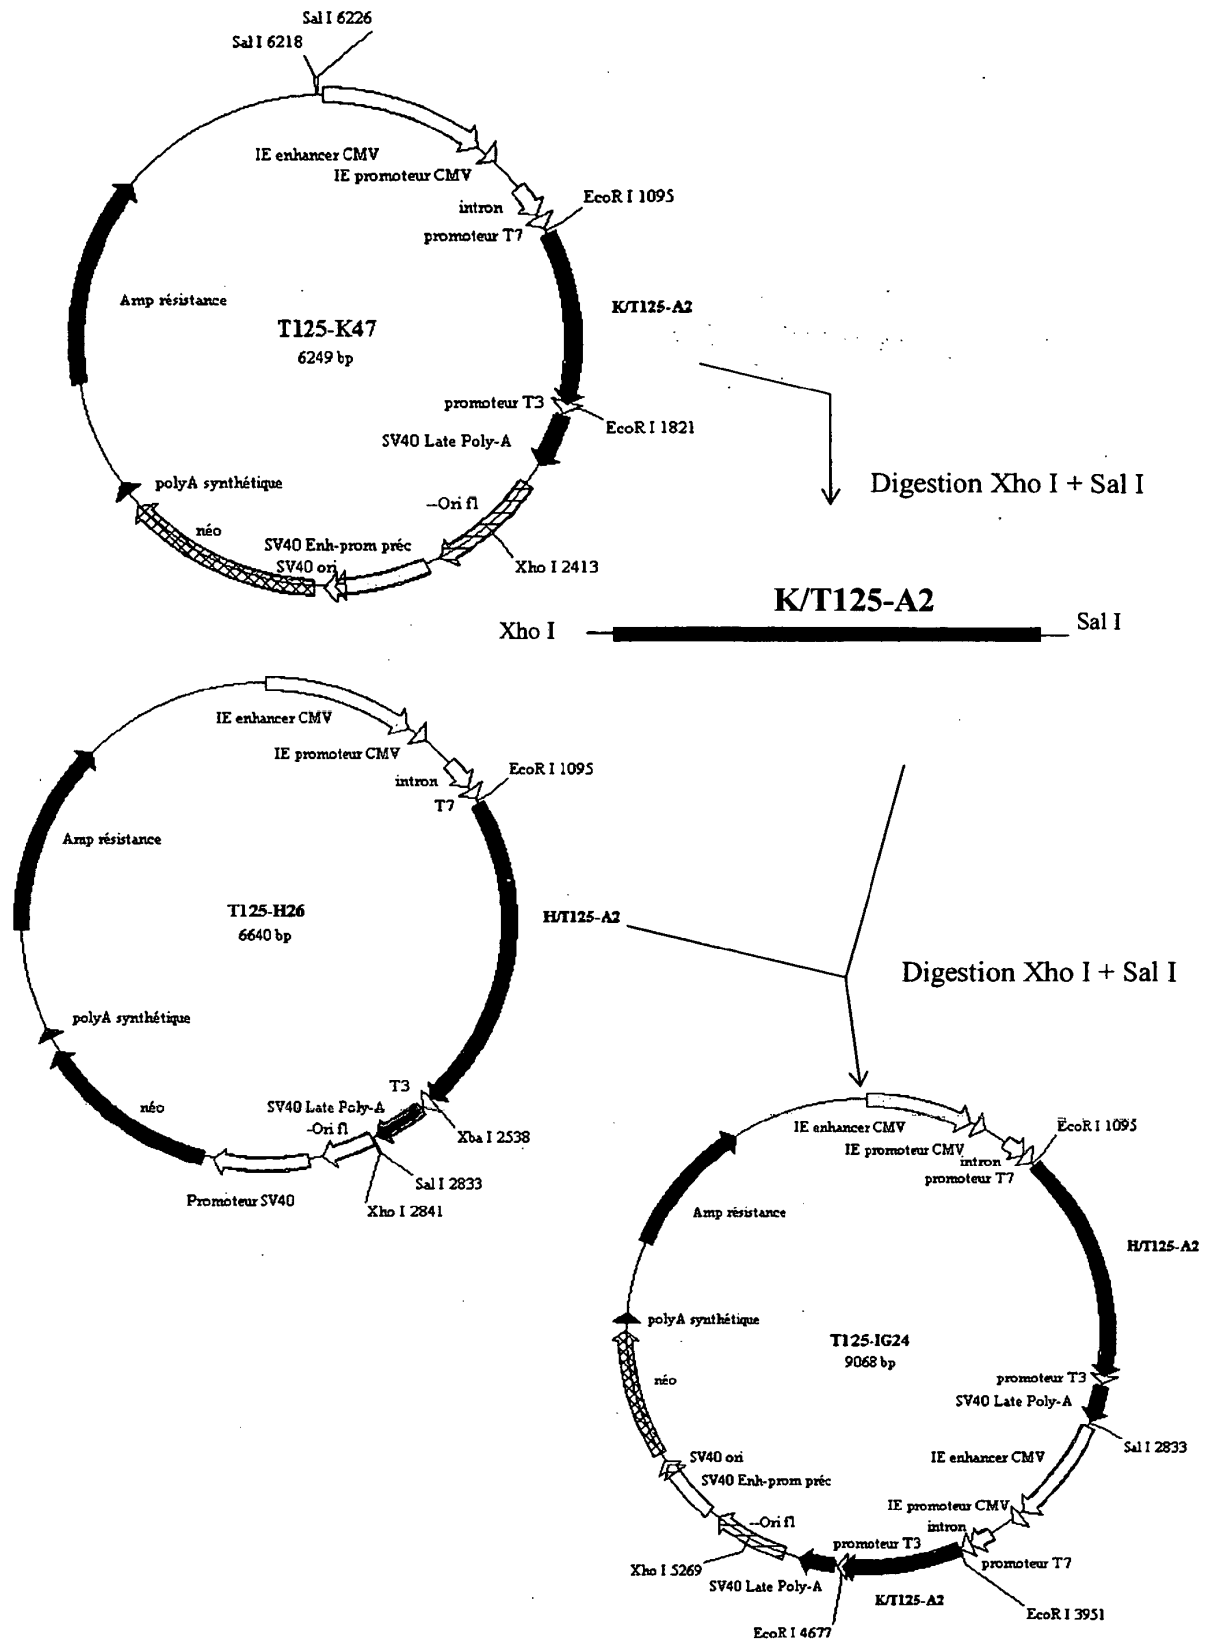 Sal I 6226
Sal I 6218
IE enhancer CMV
IE promoteur CMV
EcoR I 1095
intron
promoteur T7
Amp résistance
K/T125-A2
T125-K47
6249 bp
promoteur T3
EcoR I 1821
SV40 Late Poly-A
polyA synthétique
Digestion Xho I + Sal I
--Ori f1
néo
SV40 Enh-prom préc
SV40 ori
Xho I 2413
K/T125-A2
Xho I
Sal I
IE enhancer CMV
IE promoteur CMV
EcoR I 1095
intron
T7
Amp résistance
T125-H26
6640 bp
H/T125-A2
Digestion Xho I + Sal I
polyA synthétique
T3
SV40 Late Poly-A
-Ori f1
néo
Xba I 2538
Sal I 2833
Promoteur SV40
Xho I 2841
IE enhancer CMV
EcoR I 1095
IE promoteur CMV
intron
promoteur T7
Amp résistance
H/T125-A2
polyA synthétique
T125-IG24
9068 bp
néo
promoteur T3
SV40 Late Poly-A
Sal I 2833
IE enhancer CMV
SV40 ori
SV40 Enh-prom préc
IE promoteur CMV
--Ori f1
intron
promoteur T3
promoteur T7
Xho I 5269
SV40 Late Poly-A
K/T125-A2
EcoR I 3951
EcoR I 4677